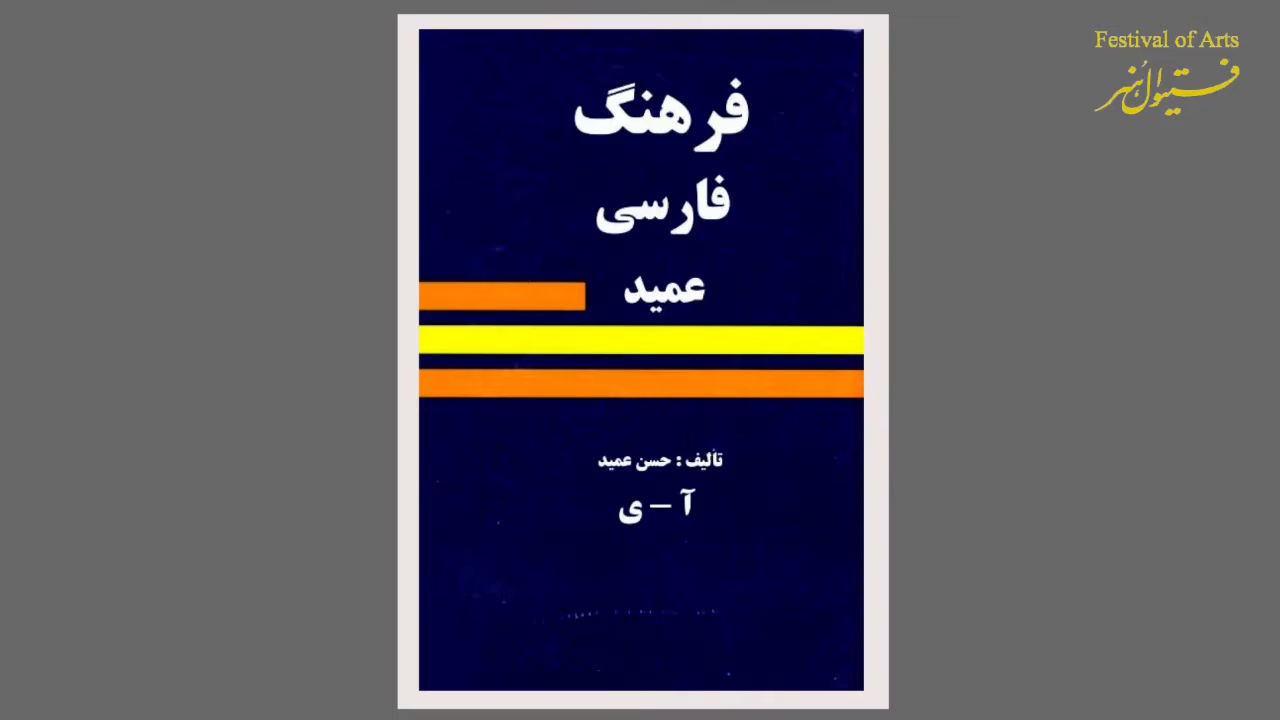 Festival of Arts
فستیوال هنر
فرهنگ
فارسی
عمید
تألیف : حسن عمید
آ – ی